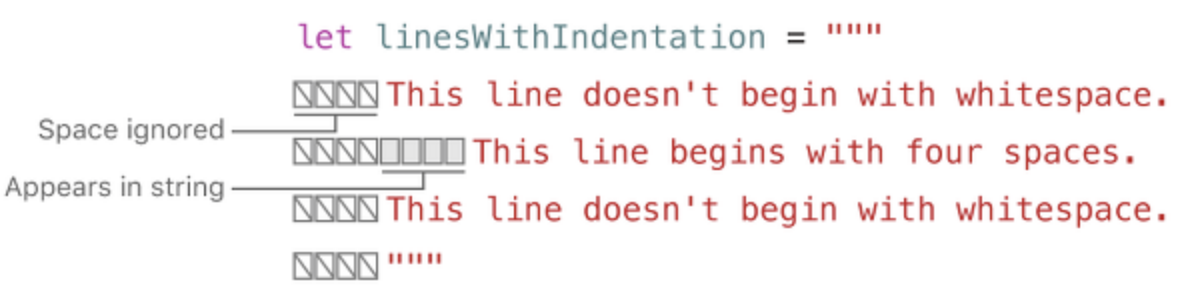 let linesWithIndentation = """
This line doesn't begin with whitespace.
Space ignored
This line begins with four spaces.
Appears in string
This line doesn't begin with whitespace.
"""